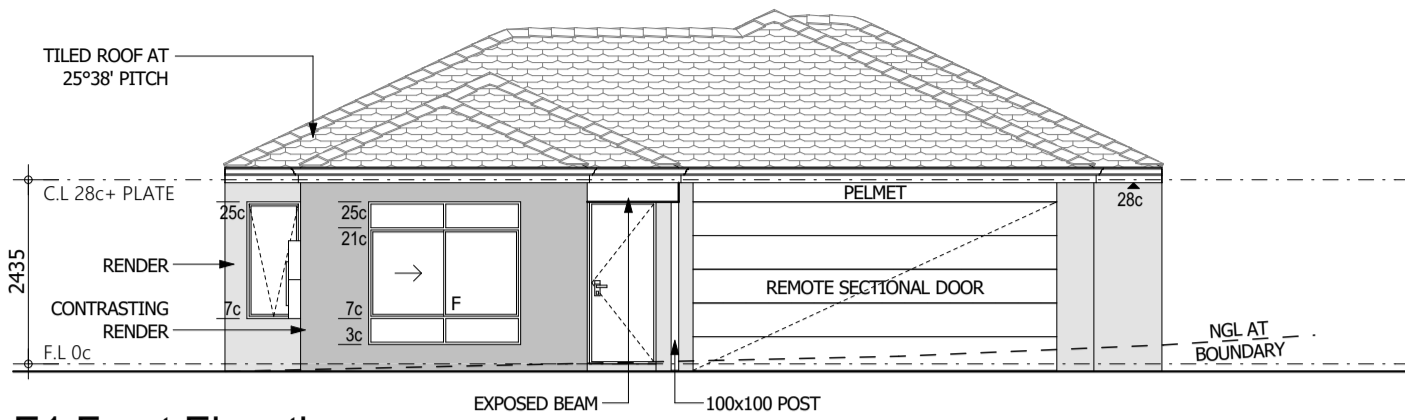 TILED ROOF AT
25°38' PITCH
C.L 28c+ PLATE
PELMET
28c
25c
25c
21c
RENDER
REMOTE SECTIONAL DOOR
2435
7c
7c
F
CONTRASTING
RENDER
3c
NGL AT
BOUNDARY
F.L 0c
EXPOSED BEAM
100x100 POST